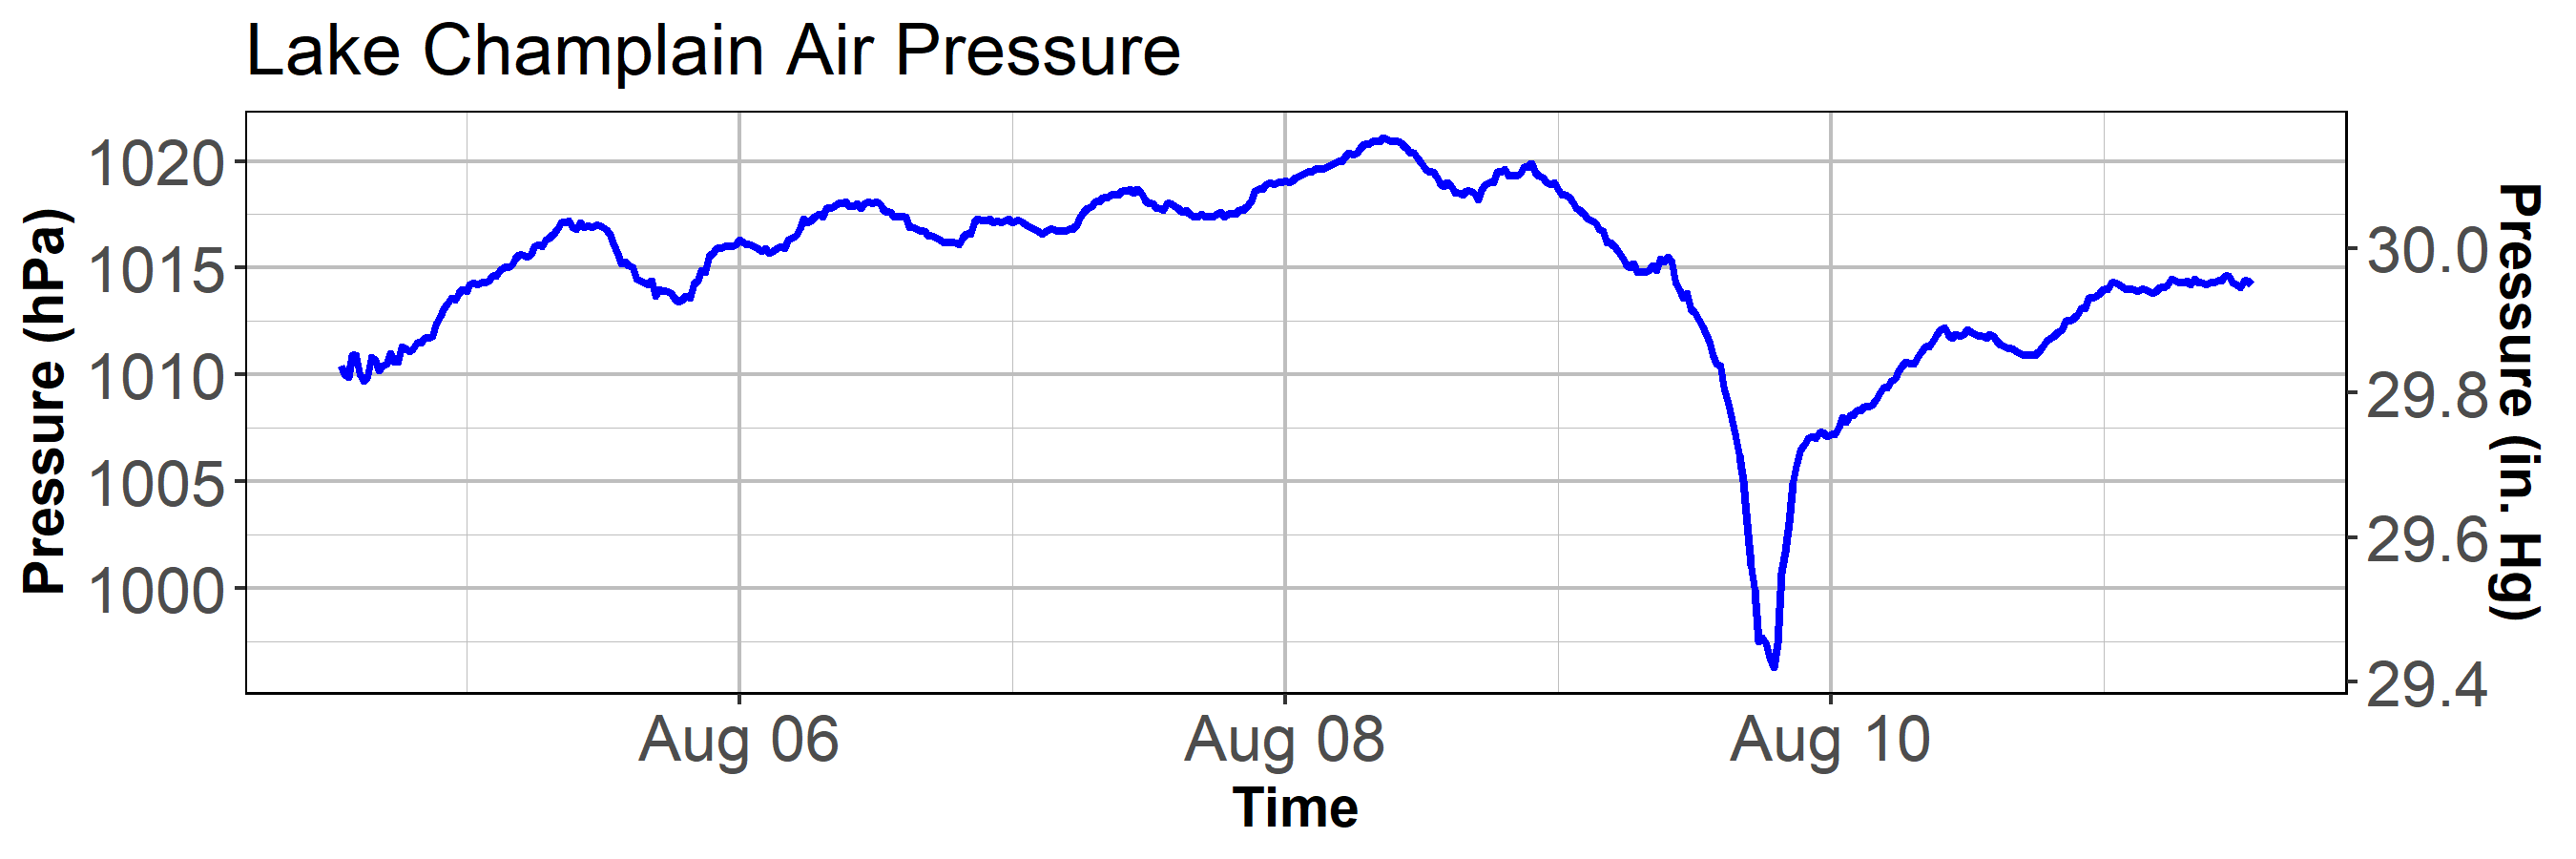 Lake Champlain Air Pressure
Pressure (hPa)
1020
1015
1010
1005
1000
30.0
29.8
29.6
29.4
Pressure (in. Hg)
Aug 06 Aug 08 Aug 10
Time